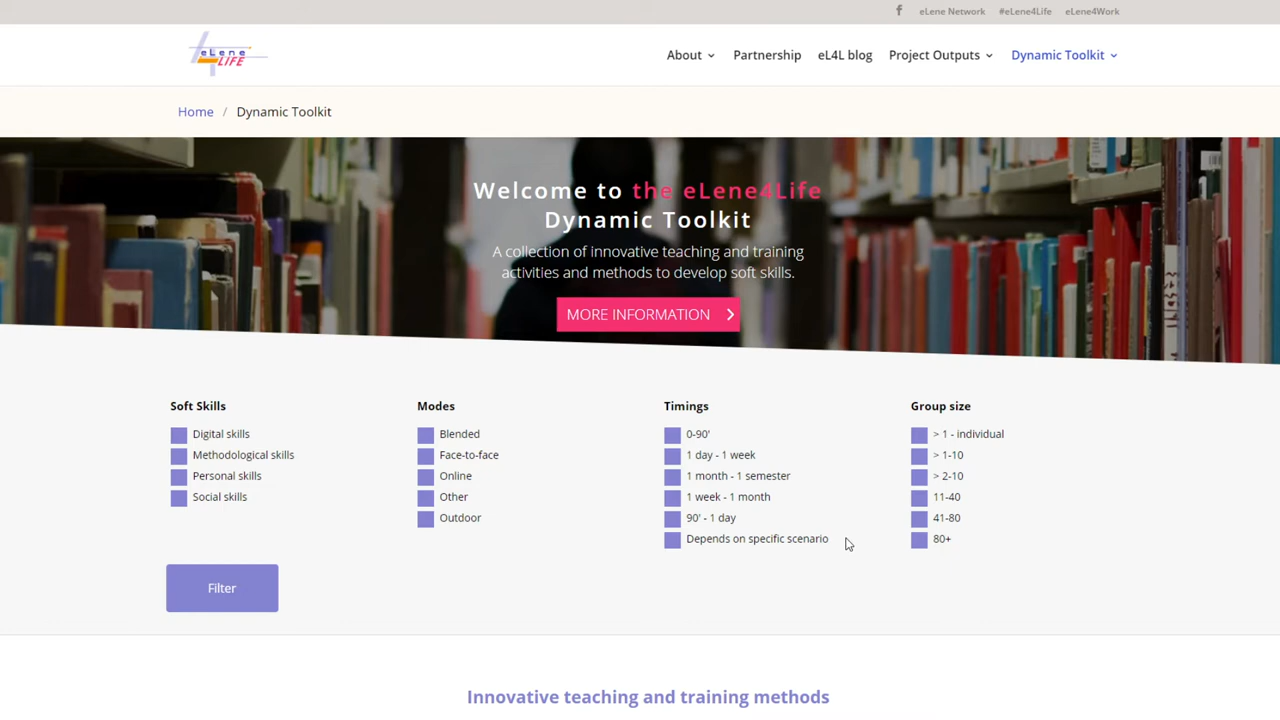 eLene Network #eLene4Life eLene4Work
eLene
4LIFE
About Partnership eL4L blog Project Outputs Dynamic Toolkit
Home / Dynamic Toolkit
Welcome to the eLene4Life
Dynamic Toolkit
A collection of innovative teaching and training
activities and methods to develop soft skills.
MORE INFORMATION
Soft Skills
Digital skills
Methodological skills
Personal skills
Social skills
Modes
Blended
Face-to-face
Online
Other
Outdoor
Timings
0-90'
1 day - 1 week
1 month - 1 semester
1 week - 1 month
90' - 1 day
Depends on specific scenario
Group size
> 1 - individual
> 1-10
> 2-10
11-40
41-80
80+
Filter
Innovative teaching and training methods